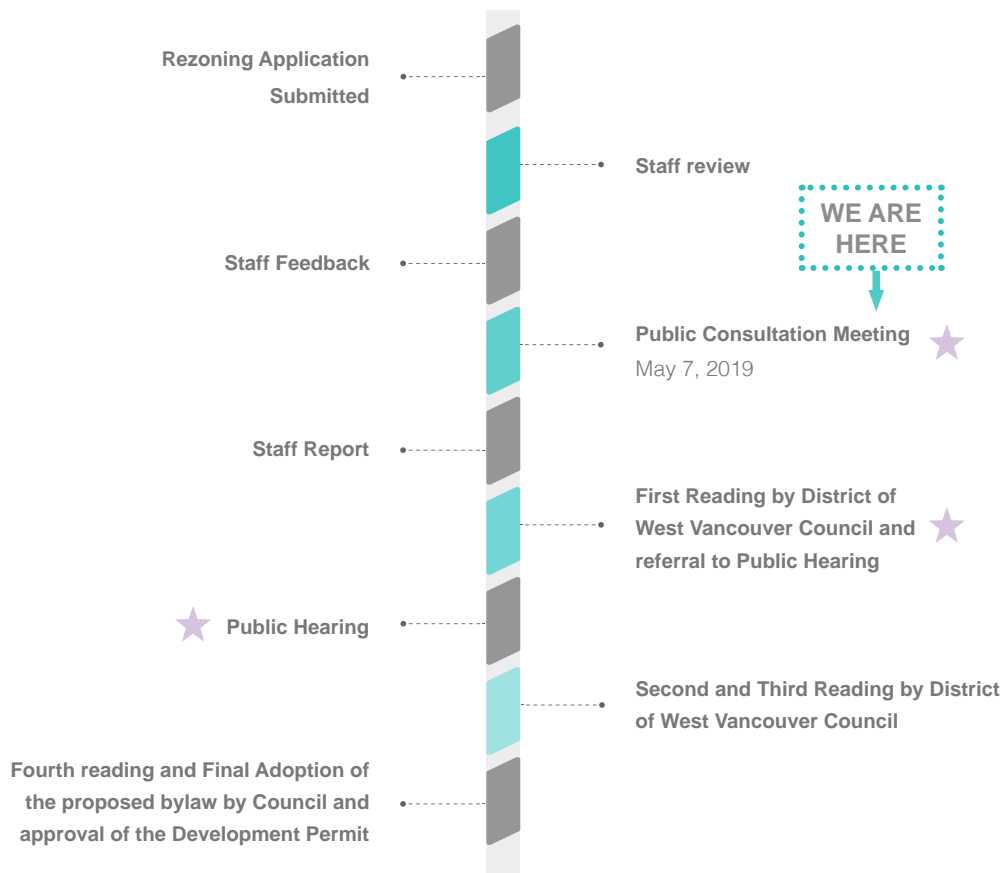 Rezoning Application
Submitted
Staff review
WE ARE
HERE
Staff Feedback
Public Consultation Meeting
May 7, 2019
Staff Report
First Reading by District of
West Vancouver Council and
referral to Public Hearing
Public Hearing
Second and Third Reading by District
of West Vancouver Council
Fourth reading and Final Adoption of
the proposed bylaw by Council and
approval of the Development Permit